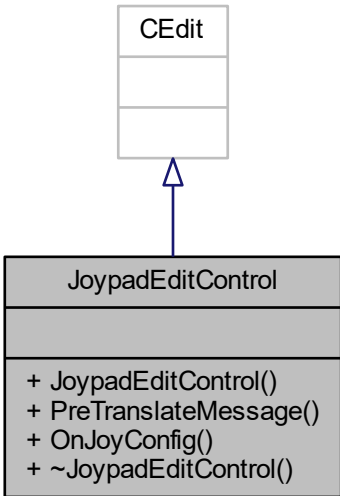 CEdit
JoypadEditControl
+ JoypadEditControl()
+ PreTranslateMessage()
+ OnJoyConfig()
+ ~JoypadEditControl()